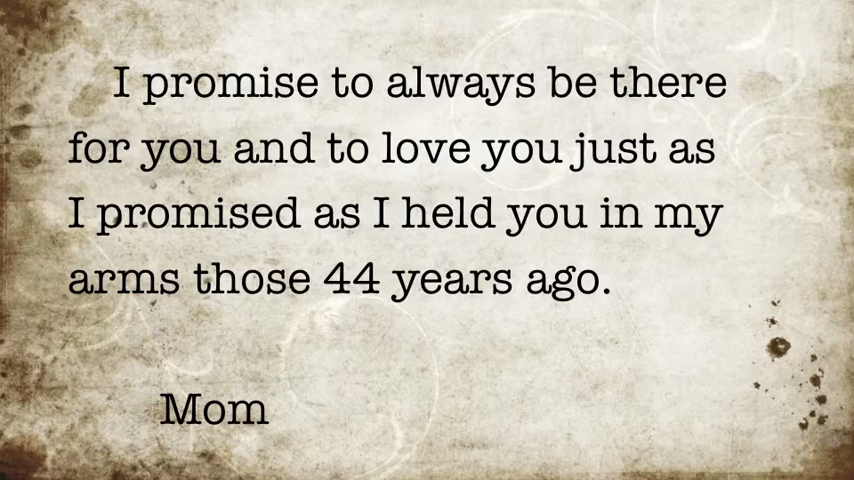 I promise to always be there
for you and to love you just as
I promised as I held you in my
arms those 44 years ago.
Mom